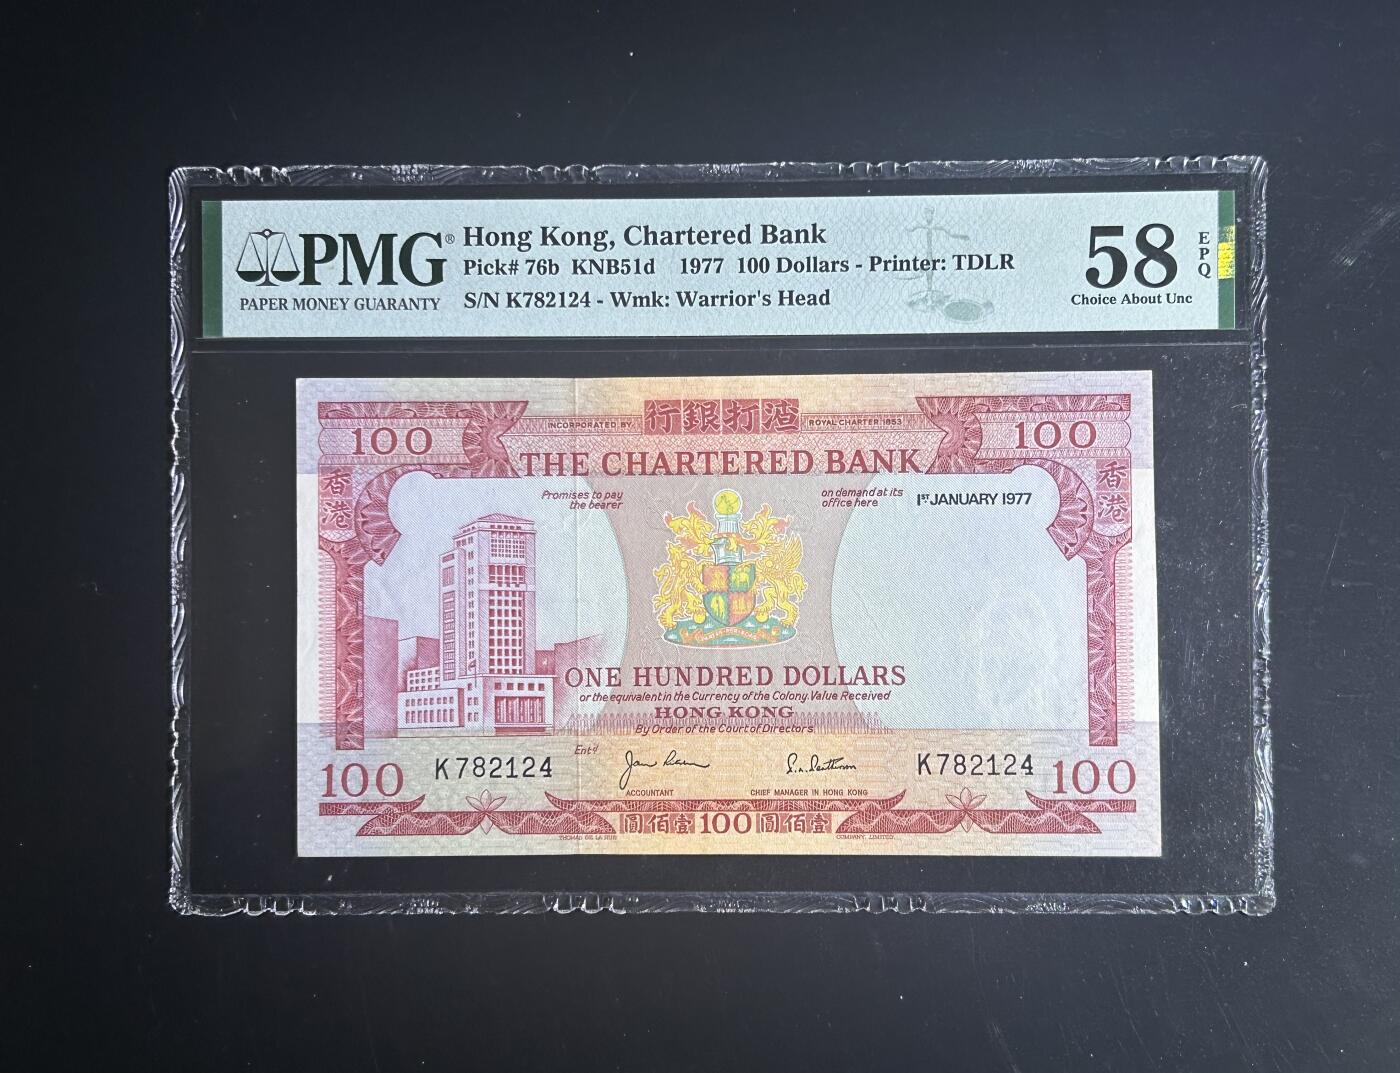 PMG®
PAPER MONEY GUARANTY
Hong Kong, Chartered Bank
Pick# 76b KNB51d 1977 100 Dollars - Printer: TDLR
S/N K782124 - Wmk: Warrior's Head
58
Choice About Unc
EPQ
INCORPORATED BY 行銀打渣 ROYAL CHARTER 1853
100 100
THE CHARTERED BANK
香港 香港
Promises to pay the bearer
on demand at its office here
1ST JANUARY 1977
ONE HUNDRED DOLLARS
or the equivalent in the Currency of the Colony. Value Received
HONG KONG
By Order of the Court of Directors
Entd
K782124 K782124
100 100
ACCOUNTANT CHIEF MANAGER IN HONG KONG
圓佰壹 100 圓佰壹
THOMAS DE LA RUE COMPANY, LIMITED.